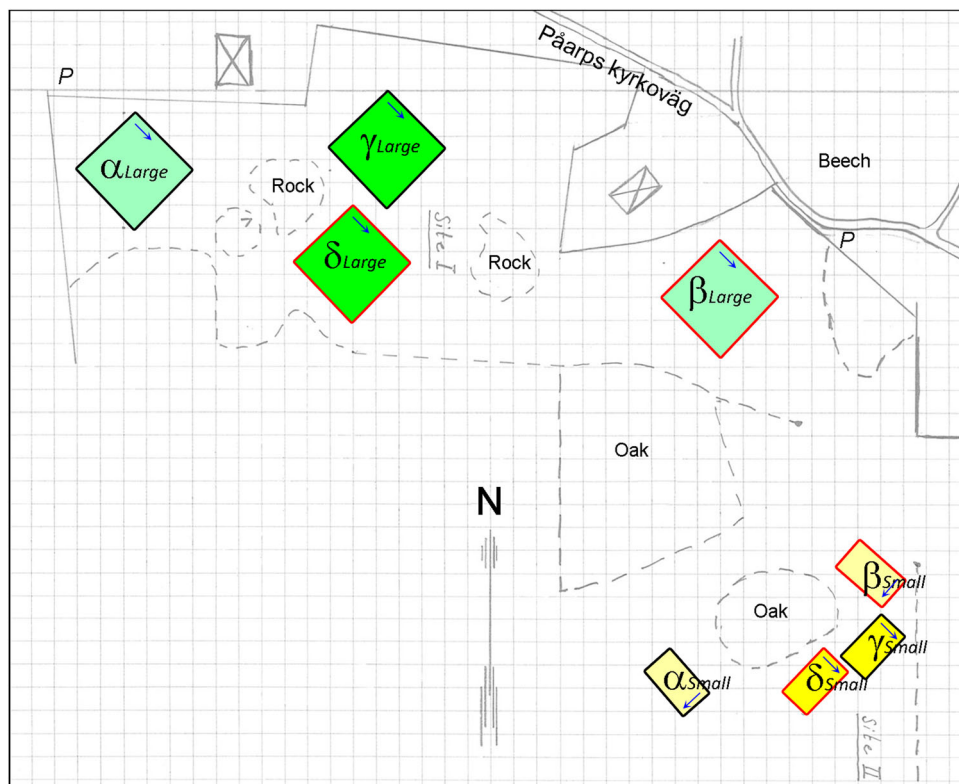 P
Påarps kyrkoväg
γLarge
αLarge
Rock
Beech
Site I
δLarge
Rock
P
βLarge
Oak
N
βSmall
Oak
γSmall
αSmall
δSmall
Site II